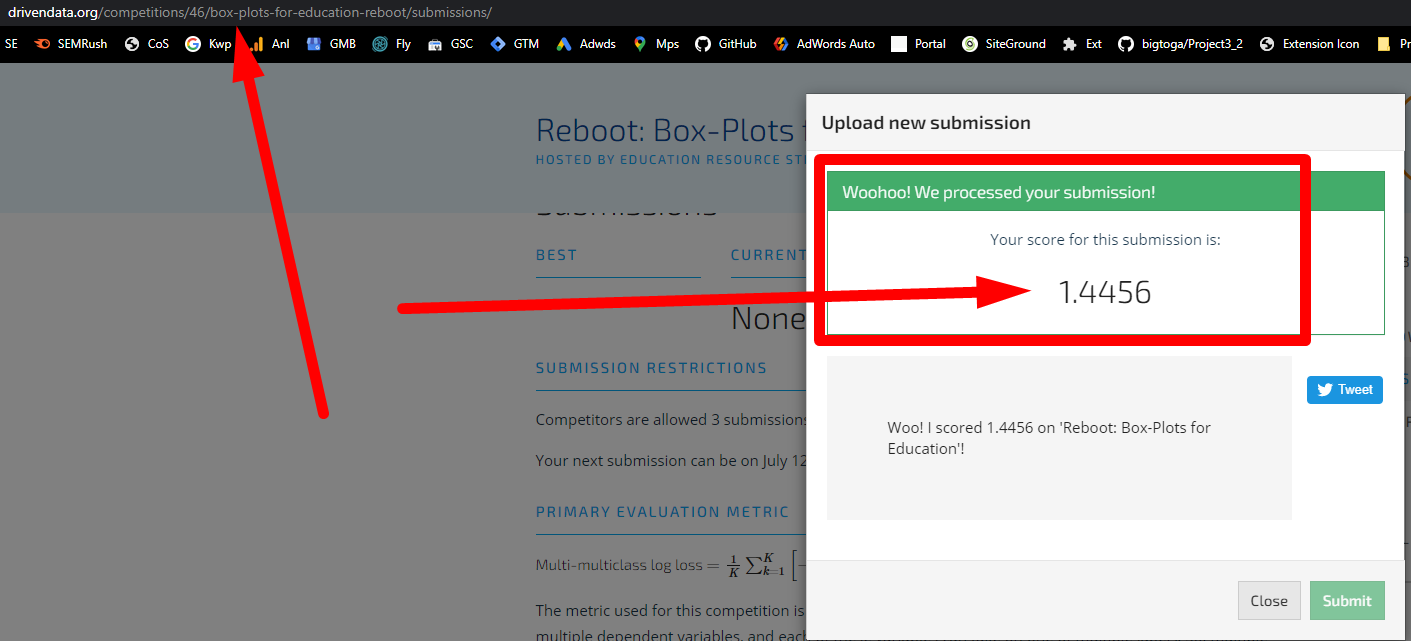 drivendata.org/competitions/46/box-plots-for-education-reboot/submissions/
SE SEMRush CoS Kwp Anl GMB Fly GSC GTM Adwds Mps GitHub AdWords Auto Portal SiteGround Ext bigtoga/Project3_2 Extension Icon Pr
Upload new submission
Reboot: Box-Plots f
HOSTED BY EDUCATION RESOURCE ST
Woohoo! We processed your submission!
Submissions
Your score for this submission is:
BEST CURRENT
1.4456
None
SUBMISSION RESTRICTIONS
Tweet
Competitors are allowed 3 submissions
Woo! I scored 1.4456 on 'Reboot: Box-Plots for
Education'!
Your next submission can be on July 12
PRIMARY EVALUATION METRIC
Multi-multiclass log loss = 1/K ∑ K k=1 [−
Close Submit
The metric used for this competition is
multiple dependent variables, and eac